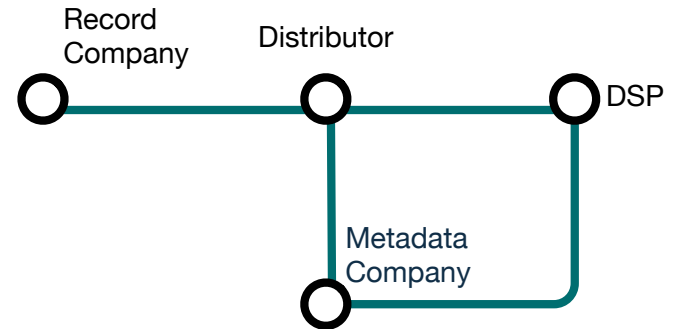 Record
Company
Distributor
DSP
Metadata
Company